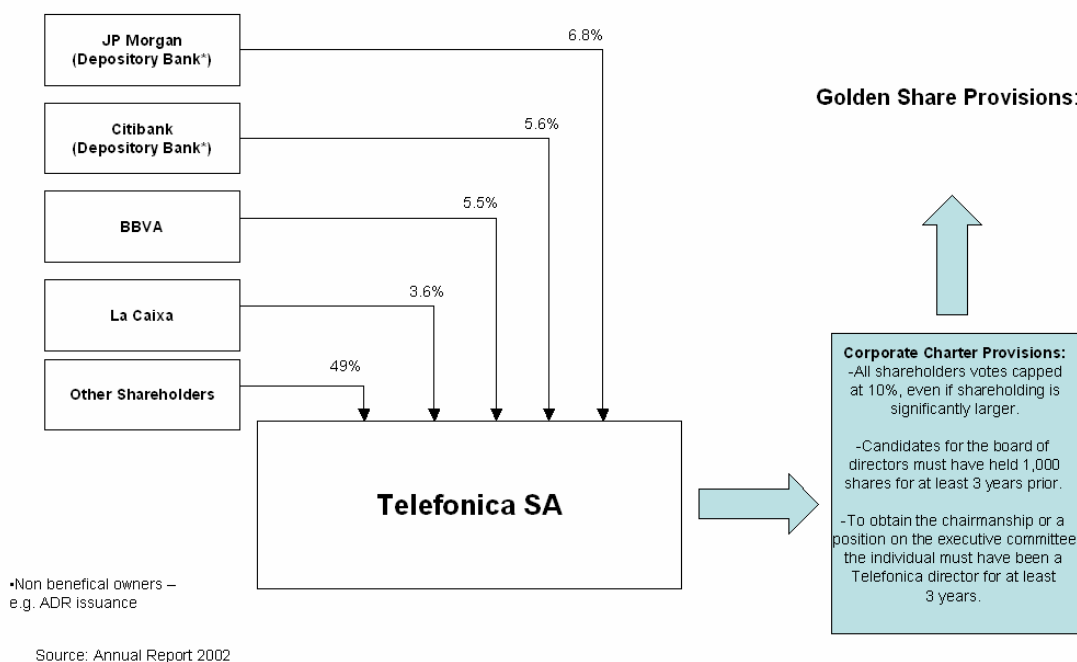 JP Morgan
(Depository Bank*)
6.8%
Golden Share Provisions:
Citibank
(Depository Bank*)
5.6%
BBVA
5.5%
La Caixa
3.6%
Other Shareholders
49%
Telefonica SA
Corporate Charter Provisions:
-All shareholders votes capped
at 10%, even if shareholding is
significantly larger.
-Candidates for the board of
directors must have held 1,000
shares for at least 3 years prior.
-To obtain the chairmanship or a
position on the executive committee
the individual must have been a
Telefonica director for at least
3 years.
•Non benefical owners –
e.g. ADR issuance
Source: Annual Report 2002